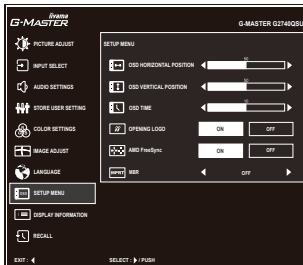 iiyama
G-MASTER
G-MASTER G2740QSU
PICTURE ADJUST
INPUT SELECT
AUDIO SETTINGS
STORE USER SETTING
COLOR SETTINGS
IMAGE ADJUST
LANGUAGE
OSD
SETUP MENU
DISPLAY INFORMATION
RECALL
SETUP MENU
OSD HORIZONTAL POSITION
50
OSD VERTICAL POSITION
50
OSD TIME
OPENING LOGO
ON
OFF
AMD FreeSync
ON
OFF
MPRT
MBR
OFF
EXIT :
SELECT : / PUSH